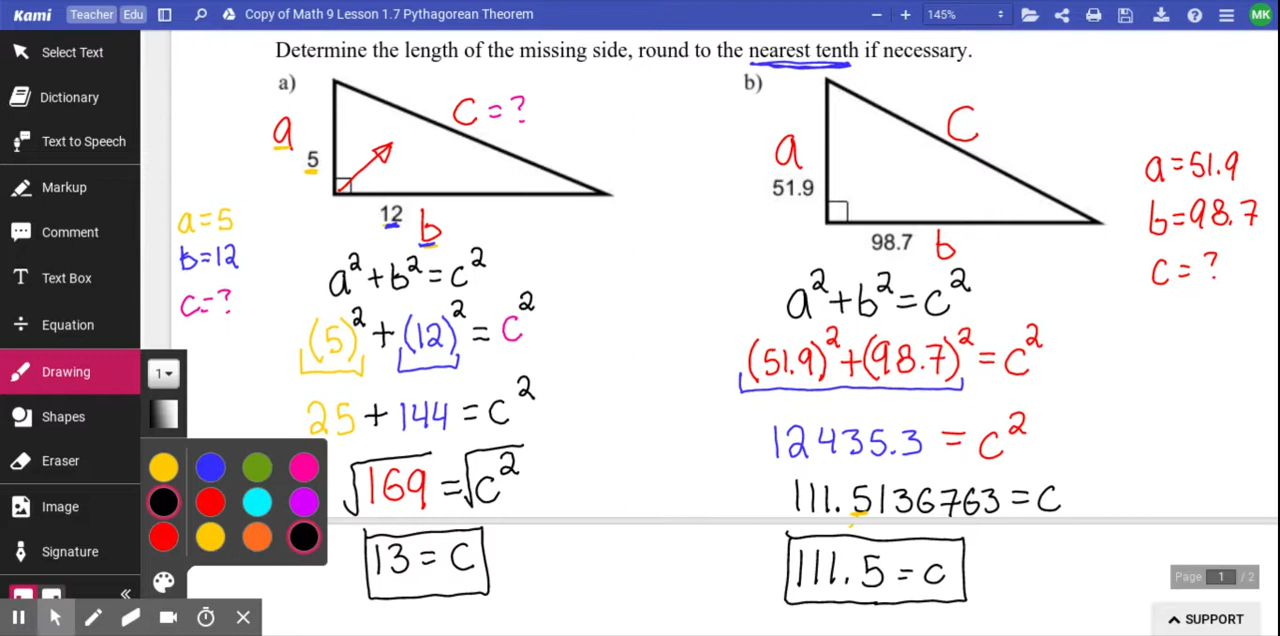 Kami Teacher Edu Copy of Math 9 Lesson 1.7 Pythagorean Theorem 145% MK
Select Text
Dictionary
Text to Speech
Markup
Comment
Text Box
Equation
Drawing
Shapes
Eraser
Image
Signature
1
Determine the length of the missing side, round to the nearest tenth if necessary.
a)
a
5
c = ?
12
b
a=5
b=12
c=?
a²+b²=c²
(5)²+(12)²=c²
25+144=c²
√169=√c²
13=c
b)
a
51.9
c
98.7
b
a=51.9
b=98.7
c=?
a²+b²=c²
(51.9)²+(98.7)²=c²
12435.3=c²
111.5136763=c
111.5=c
Page 1 / 2
SUPPORT